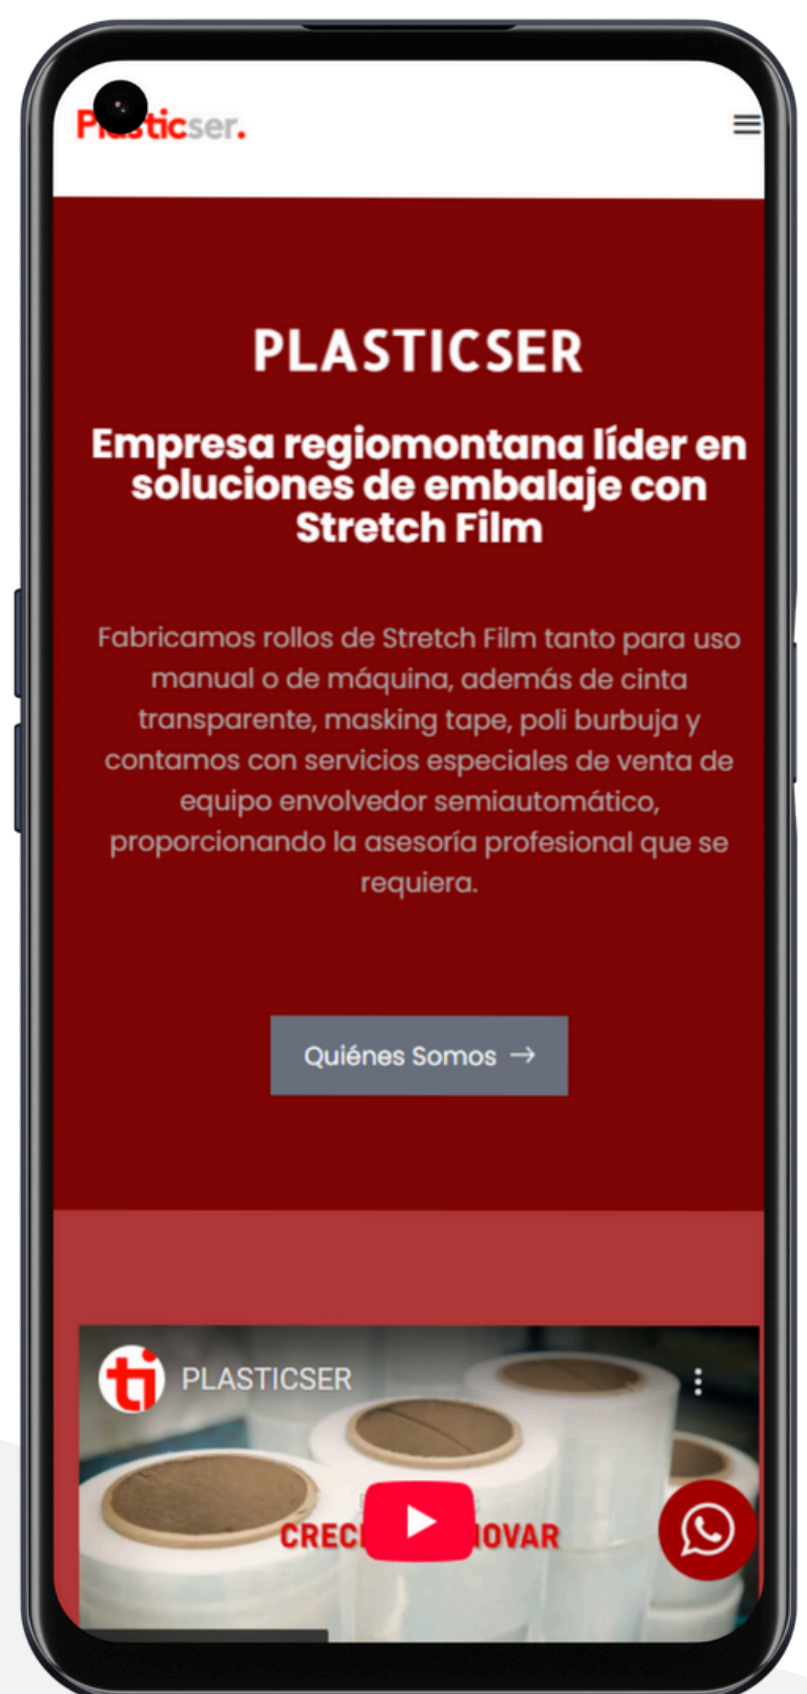 Plasticser.
PLASTICSER
Empresa regiomontana líder en
soluciones de embalaje con
Stretch Film
Fabricamos rollos de Stretch Film tanto para uso
manual o de máquina, además de cinta
transparente, masking tape, poli burbuja y
contamos con servicios especiales de venta de
equipo envolvedor semiautomático,
proporcionando la asesoría profesional que se
requiera.
Quiénes Somos →
ti PLASTICSER